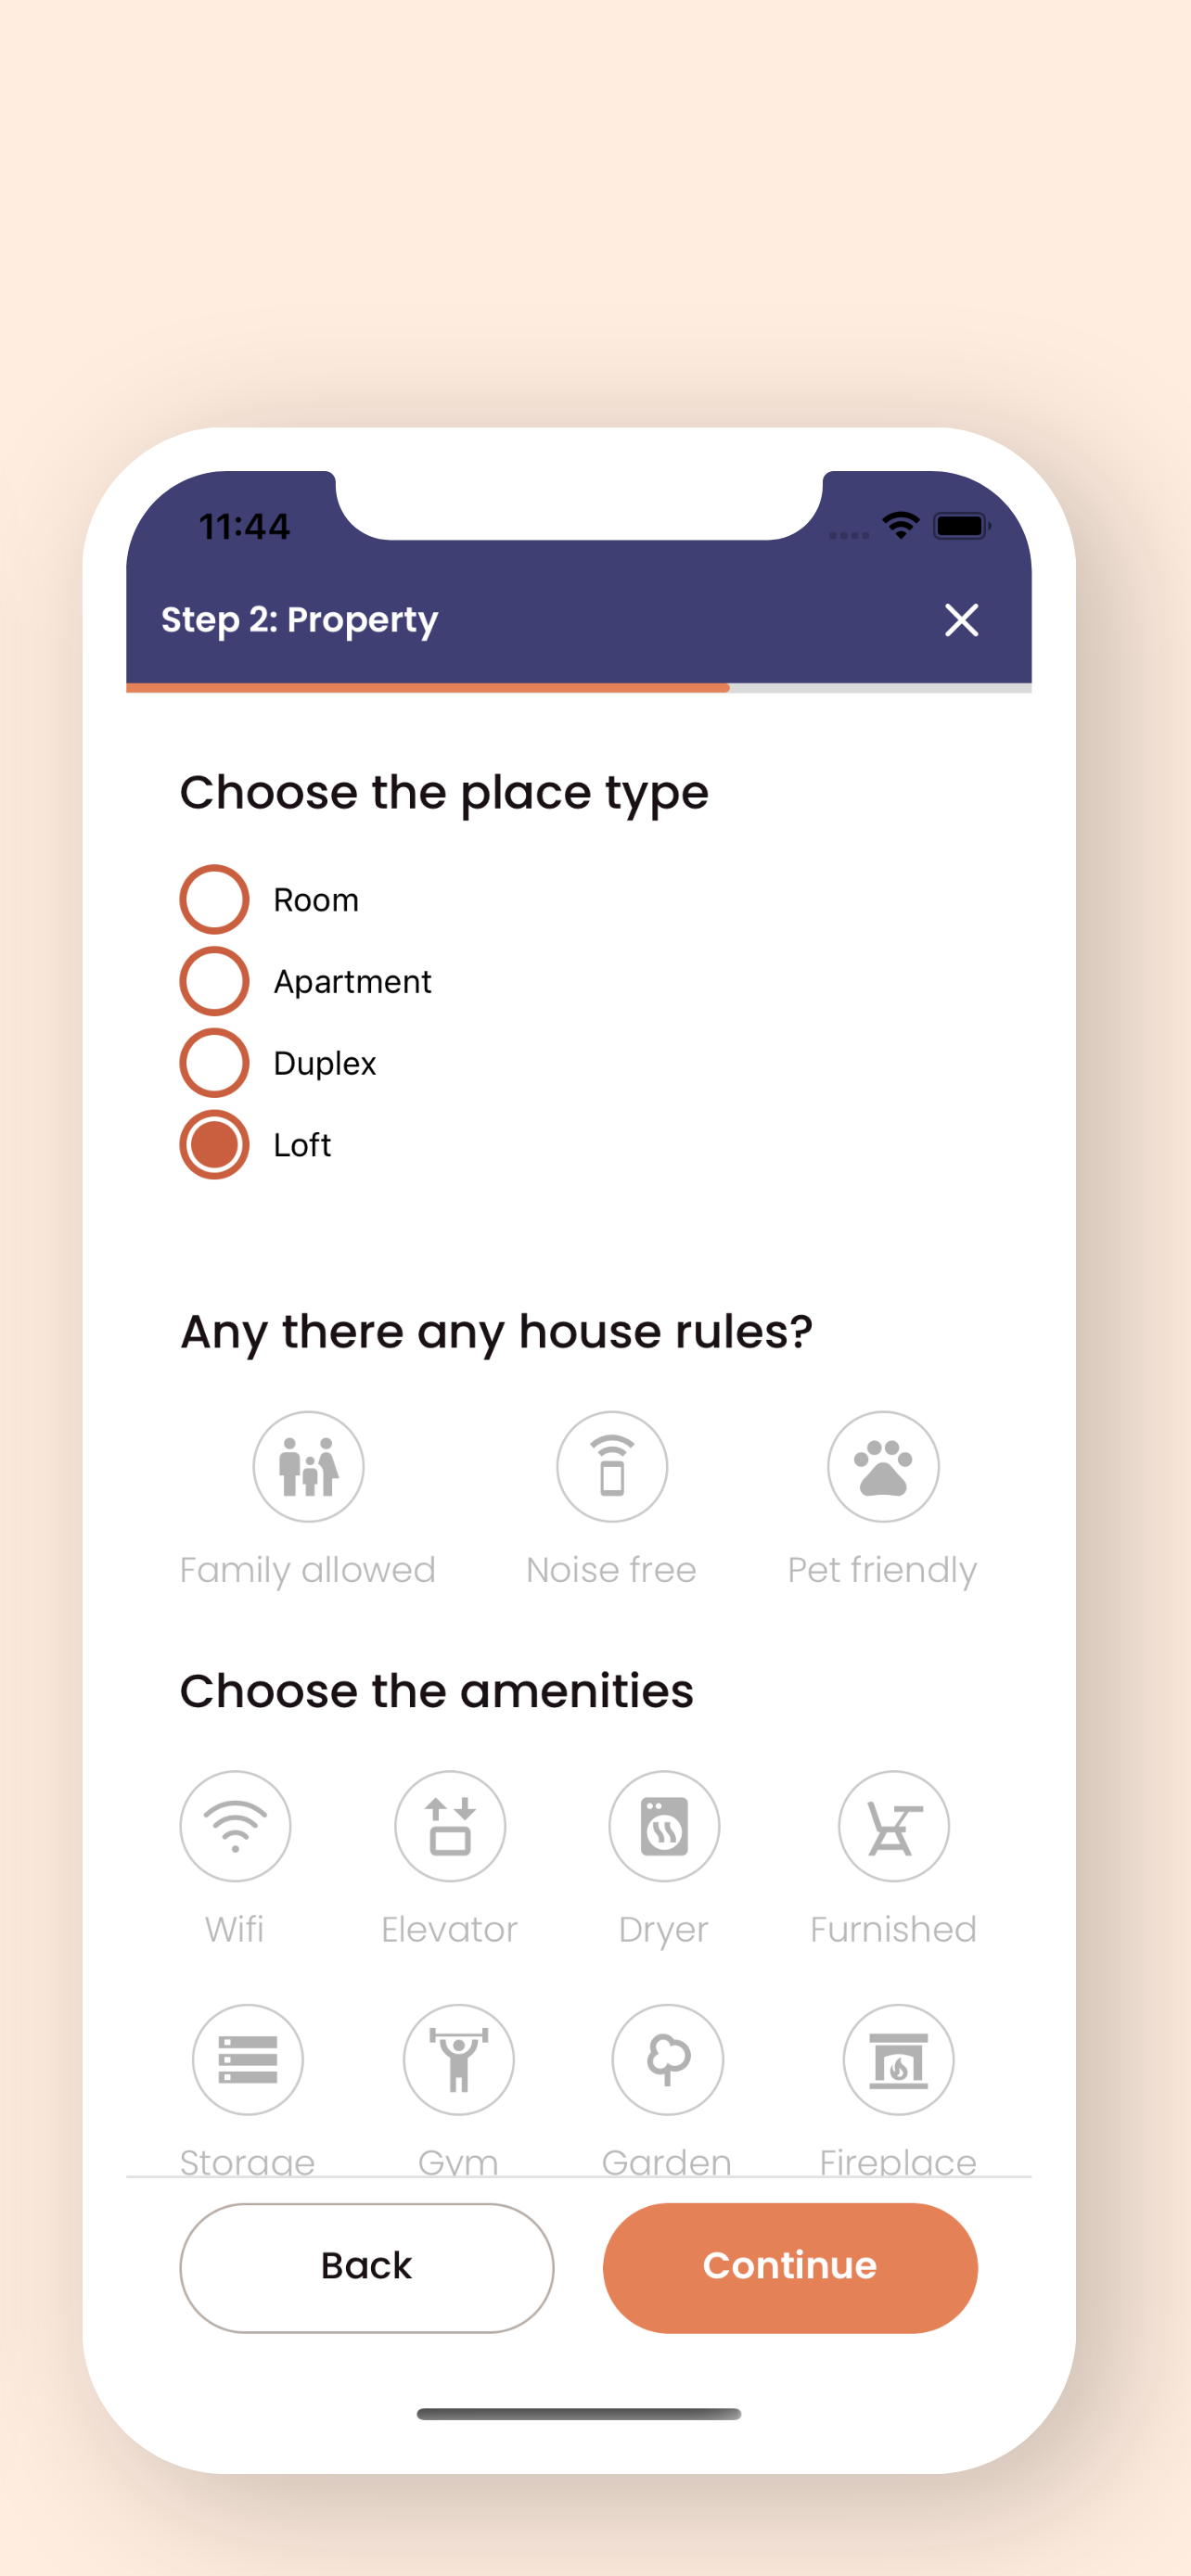 11:44
Step 2: Property
Choose the place type
Room
Apartment
Duplex
Loft
Any there any house rules?
Family allowed Noise free Pet friendly
Choose the amenities
Wifi Elevator Dryer Furnished
Storage Gym Garden Fireplace
Back Continue